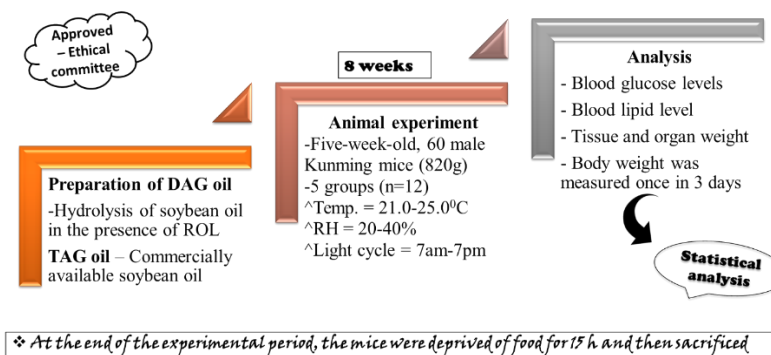 Approved
– Ethical
committee
Preparation of DAG oil
-Hydrolysis of soybean oil
in the presence of ROL
TAG oil – Commercially
available soybean oil
8 weeks
Animal experiment
-Five-week-old, 60 male
Kunming mice (820g)
-5 groups (n=12)
^Temp. = 21.0-25.0⁰C
^RH = 20-40%
^Light cycle = 7am-7pm
Analysis
- Blood glucose levels
- Blood lipid level
- Tissue and organ weight
- Body weight was
measured once in 3 days
Statistical
analysis
❖ At the end of the experimental period, the mice were deprived of food for 15 h and then sacrificed